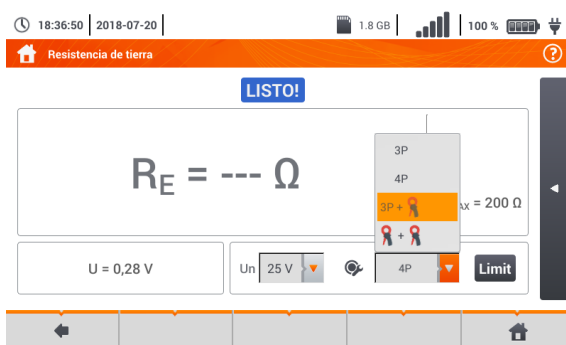 18:36:50 2018-07-20 1.8 GB 100 %
Resistencia de tierra ?
LISTO!
3P
4P
RE = --- Ω
3P +
= 200 Ω
+
U = 0,28 V Un 25 V 4P Limit